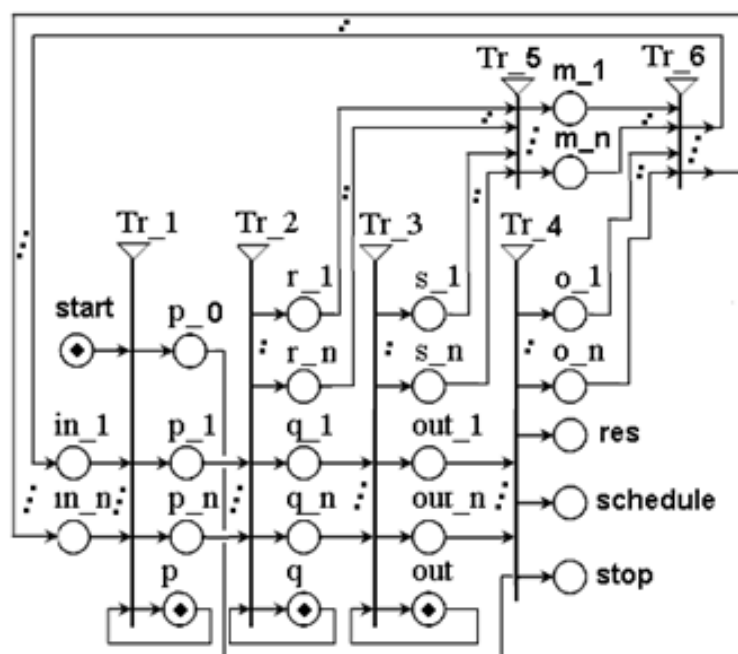 Tr_5 m_1 Tr_6
m_n
Tr_1 Tr_2 Tr_3 Tr_4
start p_0 r_1 s_1 o_1
r_n s_n o_n
in_1 p_1 q_1 out_1 res
in_n p_n q_n out_n schedule
p q out stop